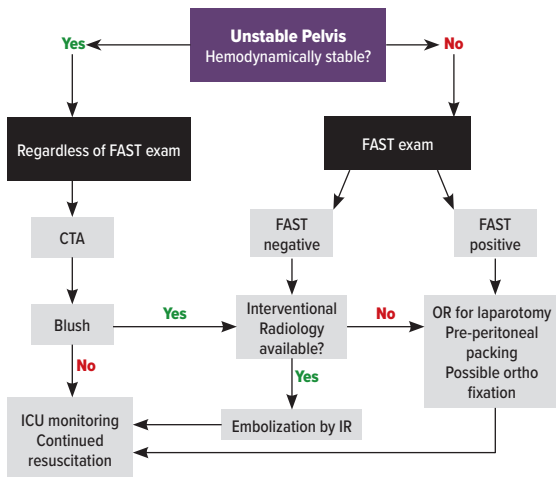 Unstable Pelvis
Hemodynamically stable?
Yes
No
Regardless of FAST exam
FAST exam
CTA
FAST
negative
FAST
positive
Blush
Yes
Interventional
Radiology
available?
No
OR for laparotomy
Pre-peritoneal
packing
Possible ortho
fixation
No
Yes
ICU monitoring
Continued
resuscitation
Embolization by IR